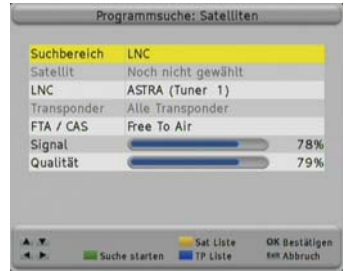 Programmsuche: Satelliten
Suchbereich LNC
Satellit Noch nicht gewählt
LNC ASTRA (Tuner 1)
Transponder Alle Transponder
FTA / CAS Free To Air
Signal 78%
Qualität 79%
Sat Liste OK Bestätigen
Suche starten TP Liste Exit Abbruch